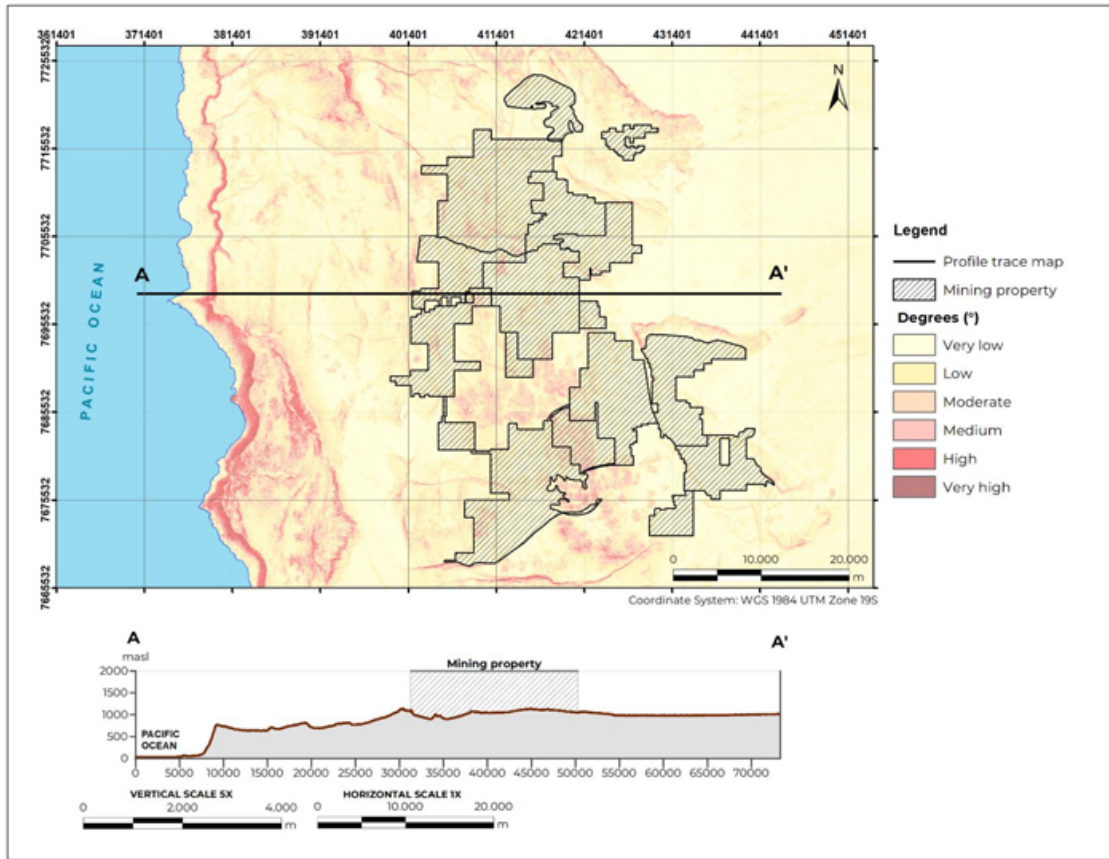 361401 371401 381401 391401 401401 411401 421401 431401 441401 451401
7725532
7715532
7705532
7695532
7685532
7675532
7665532
N
A A'
PACIFIC OCEAN
0 10.000 20.000
m
Coordinate System: WGS 1984 UTM Zone 19S
Legend
Profile trace map
Mining property
Degrees (°)
Very low
Low
Moderate
Medium
High
Very high
A A'
masl
Mining property
2000
1500
1000
500
0
PACIFIC
OCEAN
0 5000 10000 15000 20000 25000 30000 35000 40000 45000 50000 55000 60000 65000 70000
VERTICAL SCALE 5X HORIZONTAL SCALE 1X
0 2.000 4.000 0 10.000 20.000
m m